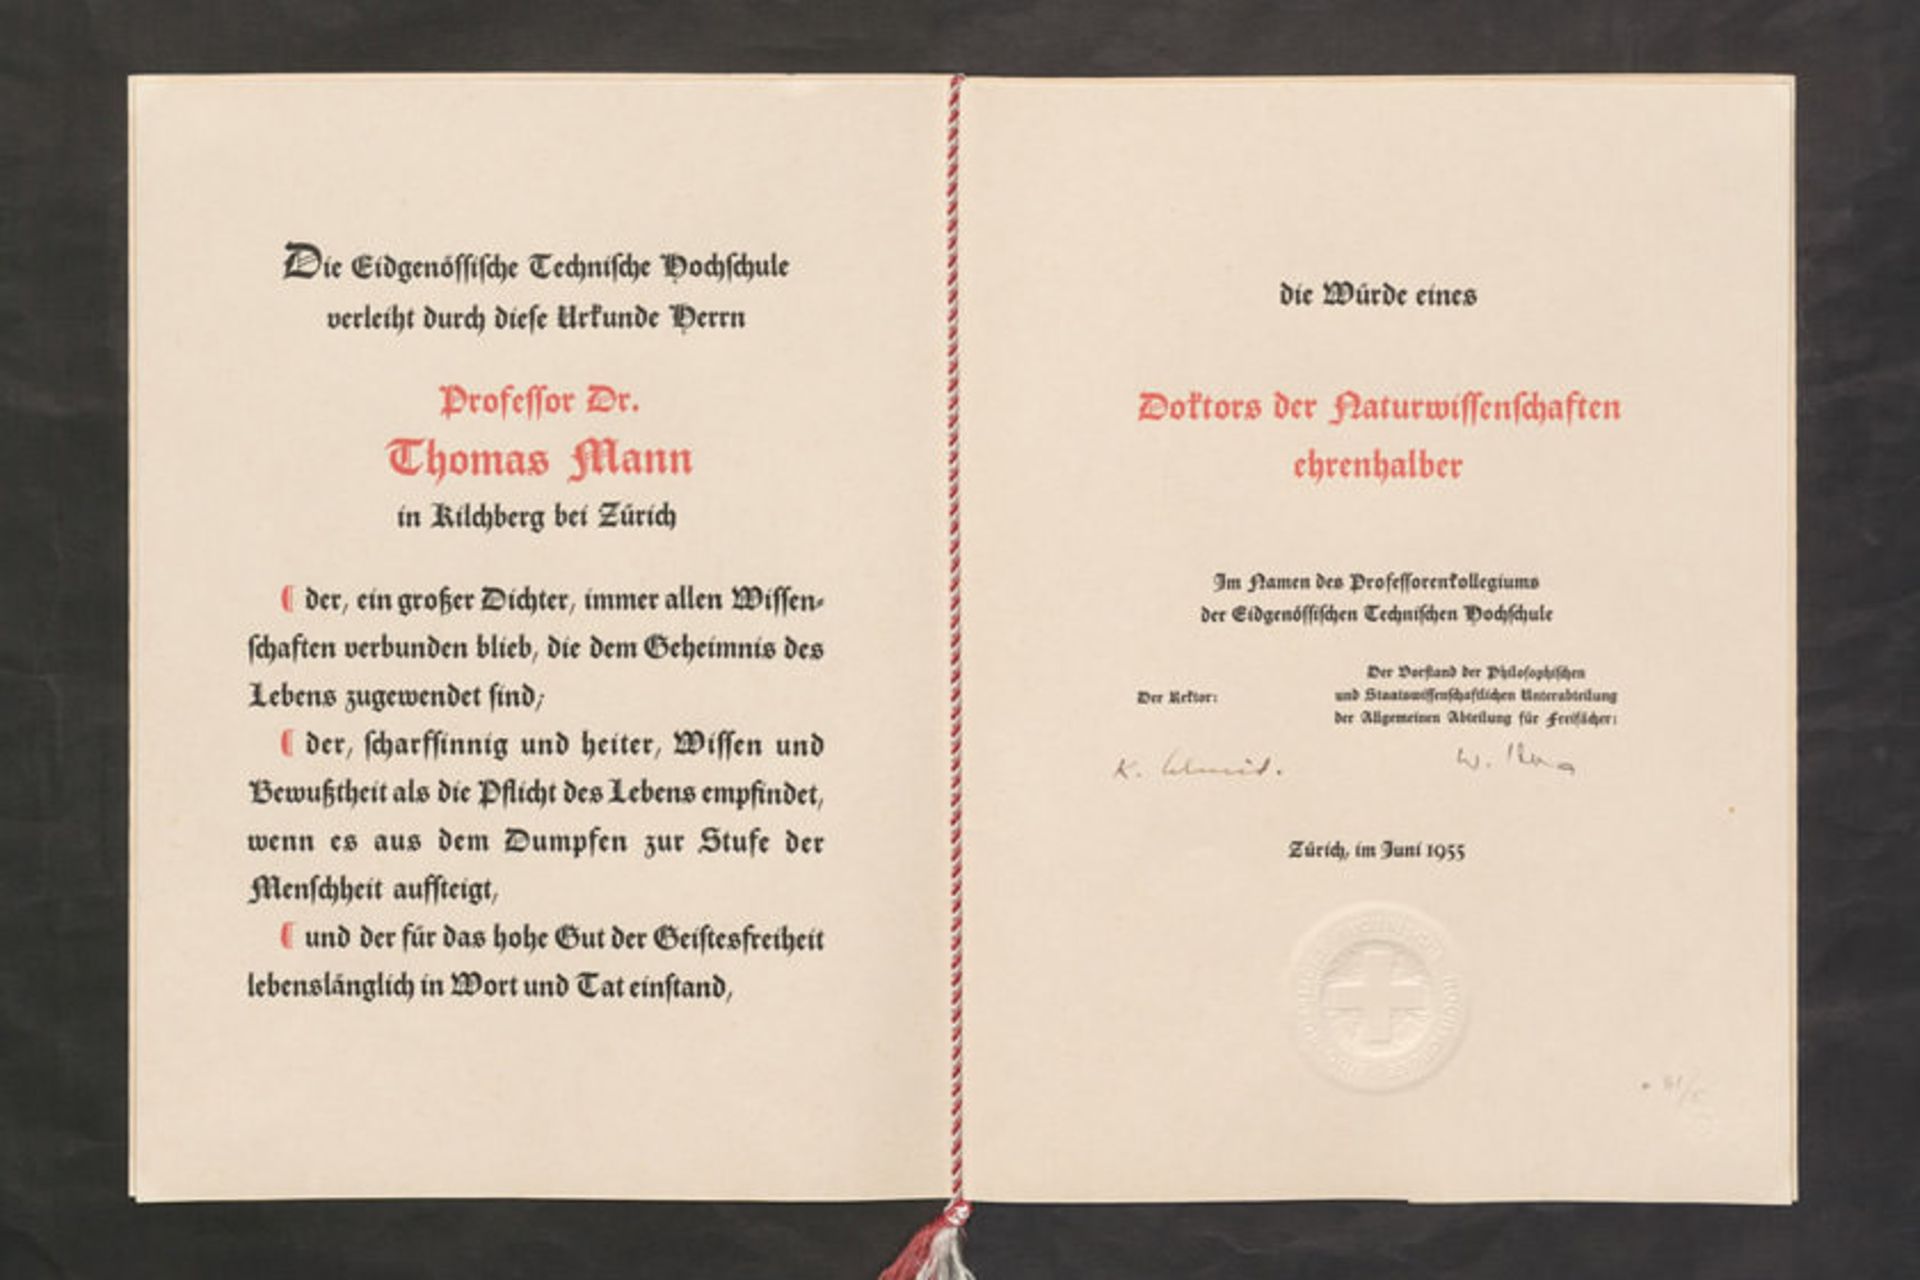 Die Eidgenössische Technische Hochschule
verleiht durch diese Urkunde Herrn
Professor Dr.
Thomas Mann
in Kilchberg bei Zürich
der, ein großer Dichter, immer allen Wissen-
schaften verbunden blieb, die dem Geheimnis des
Lebens zugewendet sind;
der, scharfsinnig und heiter, Wissen und
Bewußtheit als die Pflicht des Lebens empfindet,
wenn es aus dem Dumpfen zur Stufe der
Menschheit aufsteigt,
und der für das hohe Gut der Geistesfreiheit
lebenslänglich in Wort und Tat einstand,
die Würde eines
Doktors der Naturwissenschaften
ehrenhalber
Im Namen des Professorenkollegiums
der Eidgenössischen Technischen Hochschule
Der Rektor:
Der Vorstand der Philosophischen
und Staatswissenschaftlichen Unterabteilung
der Allgemeinen Abteilung für Freifächer:
K. Schmid.
W.
Zürich, im Juni 1955